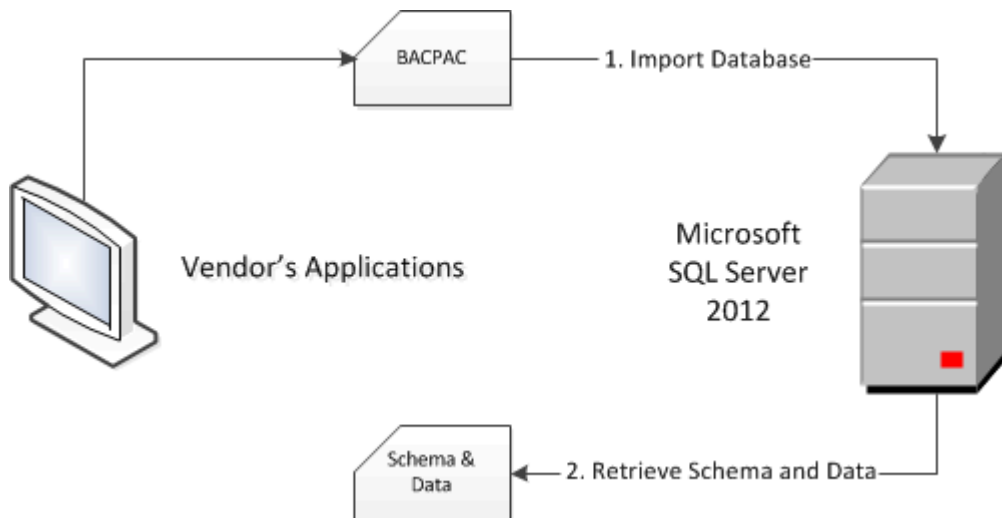 BACPAC
1. Import Database
Vendor's Applications
Microsoft
SQL Server
2012
Schema &
Data
2. Retrieve Schema and Data